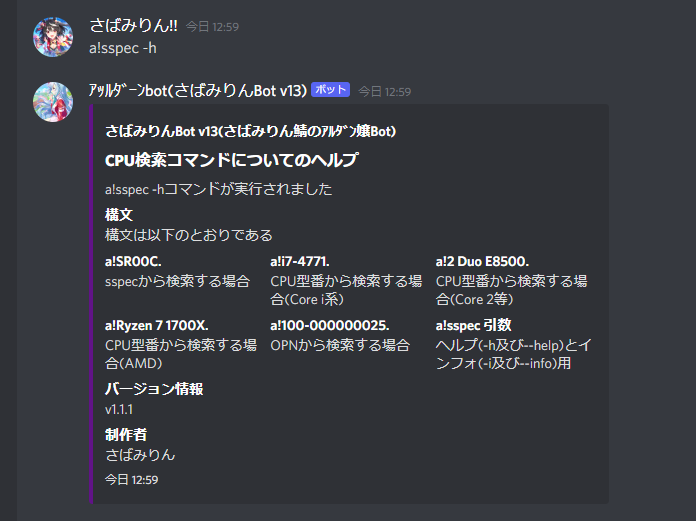 さばみりん!! 今日 12:59
a!sspec -h
ｱｯﾙﾀﾞｰﾝbot(さばみりんBot v13) ボット 今日 12:59
さばみりんBot v13(さばみりん鯖のｱﾙﾀﾞﾝ嬢Bot)
CPU検索コマンドについてのヘルプ
a!sspec -hコマンドが実行されました
構文
構文は以下のとおりである
a!SR00C.
sspecから検索する場合
a!i7-4771.
CPU型番から検索する場
合(Core i系)
a!2 Duo E8500.
CPU型番から検索する場
合(Core 2等)
a!Ryzen 7 1700X.
CPU型番から検索する場
合(AMD)
a!100-000000025.
OPNから検索する場合
a!sspec 引数
ヘルプ(-h及び--help)とイ
ンフォ(-i及び--info)用
バージョン情報
v1.1.1
制作者
さばみりん
今日 12:59